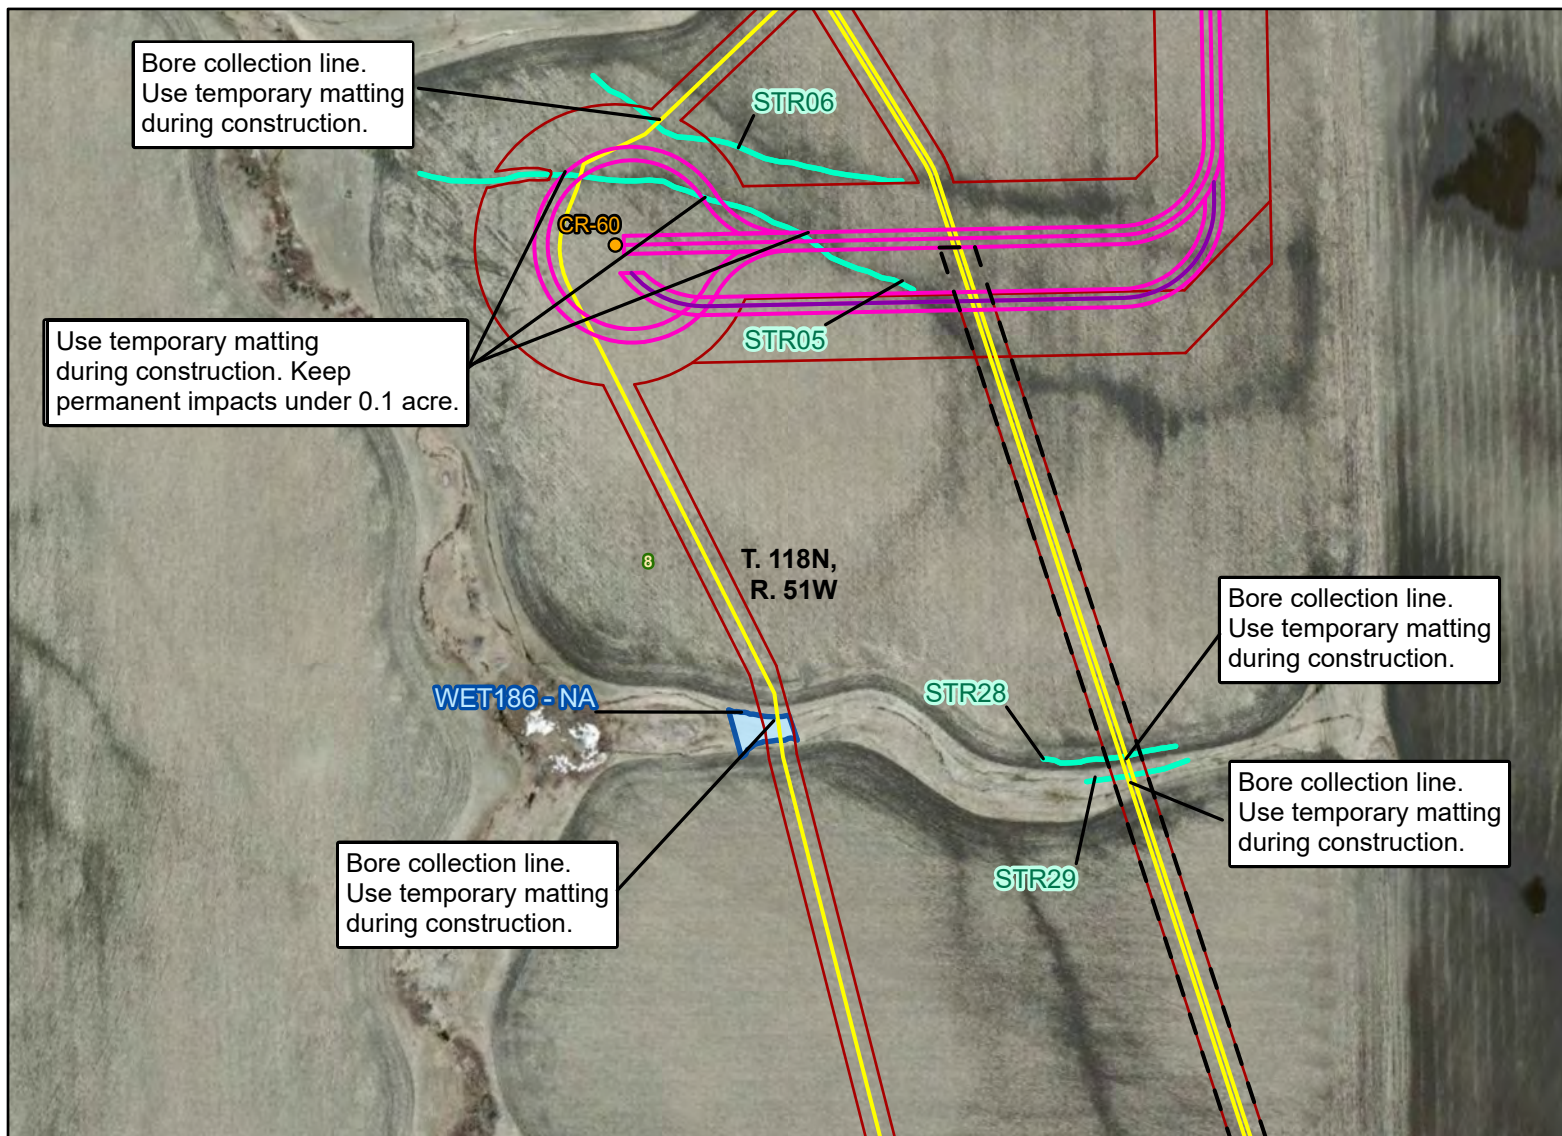 Bore collection line.
Use temporary matting
during construction.
STR06
CR-60
Use temporary matting
during construction. Keep
permanent impacts under 0.1 acre.
STR05
8
T. 118N,
R. 51W
Bore collection line.
Use temporary matting
during construction.
WET186 - NA
STR28
Bore collection line.
Use temporary matting
during construction.
STR29
Bore collection line.
Use temporary matting
during construction.